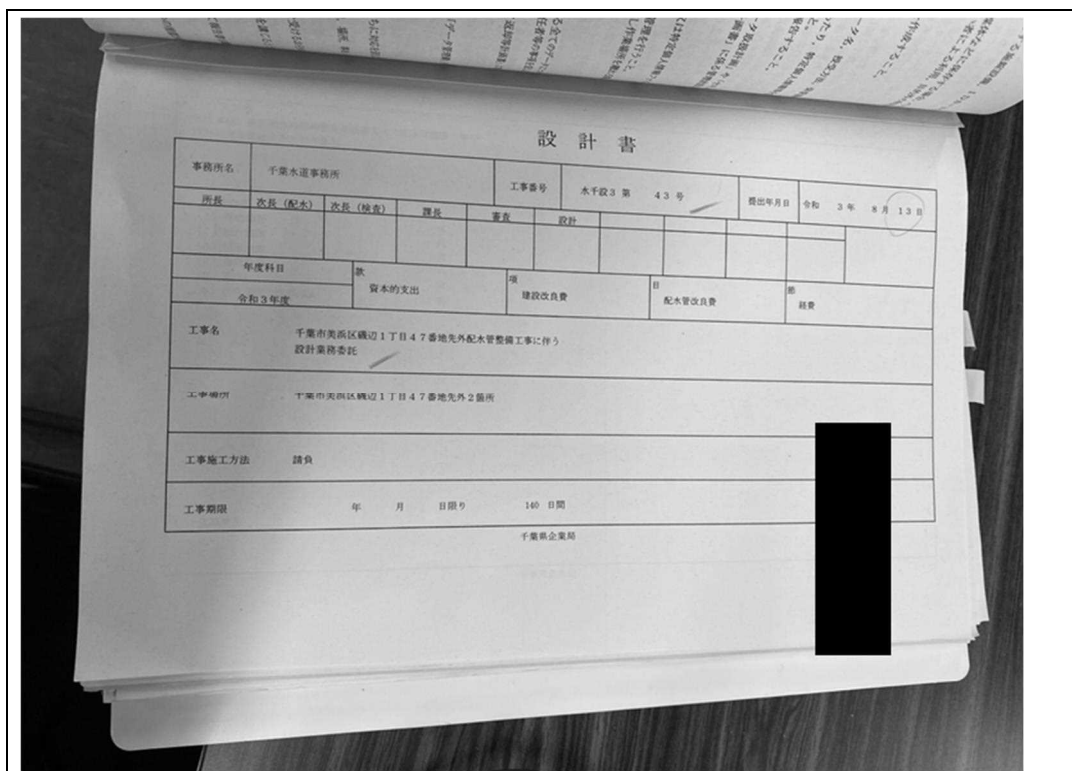 設計書
事務所名 千葉水道事務所 工事番号 水千設3 第 43 号 提出年月日 令和 3 年 8 月 13 日
所長 次長(配水) 次長(検査) 課長 審査 設計
年度科目 款 項 目 節
令和3年度 資本的支出 建設改良費 配水管改良費 経費
工事名 千葉市美浜区磯辺1丁目47番地先外配水管整備工事に伴う
設計業務委託
工事場所 千葉市美浜区磯辺1丁目47番地先外2箇所
工事施工方法 請負
工事期限 年 月 日限り 140 日間
千葉県企業局